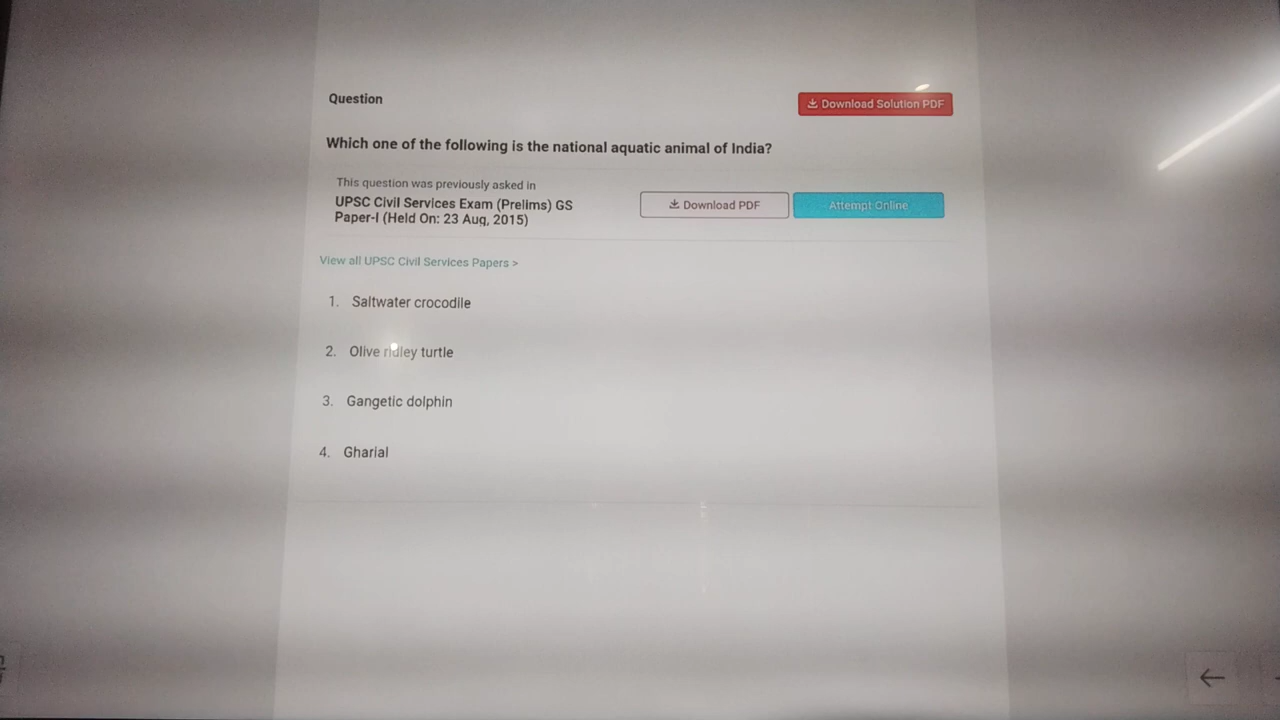 Question
Download Solution PDF
Which one of the following is the national aquatic animal of India?
This question was previously asked in
UPSC Civil Services Exam (Prelims) GS
Paper-I (Held On: 23 Aug, 2015)
Download PDF
Attempt Online
View all UPSC Civil Services Papers >
1. Saltwater crocodile
2. Olive ridley turtle
3. Gangetic dolphin
4. Gharial